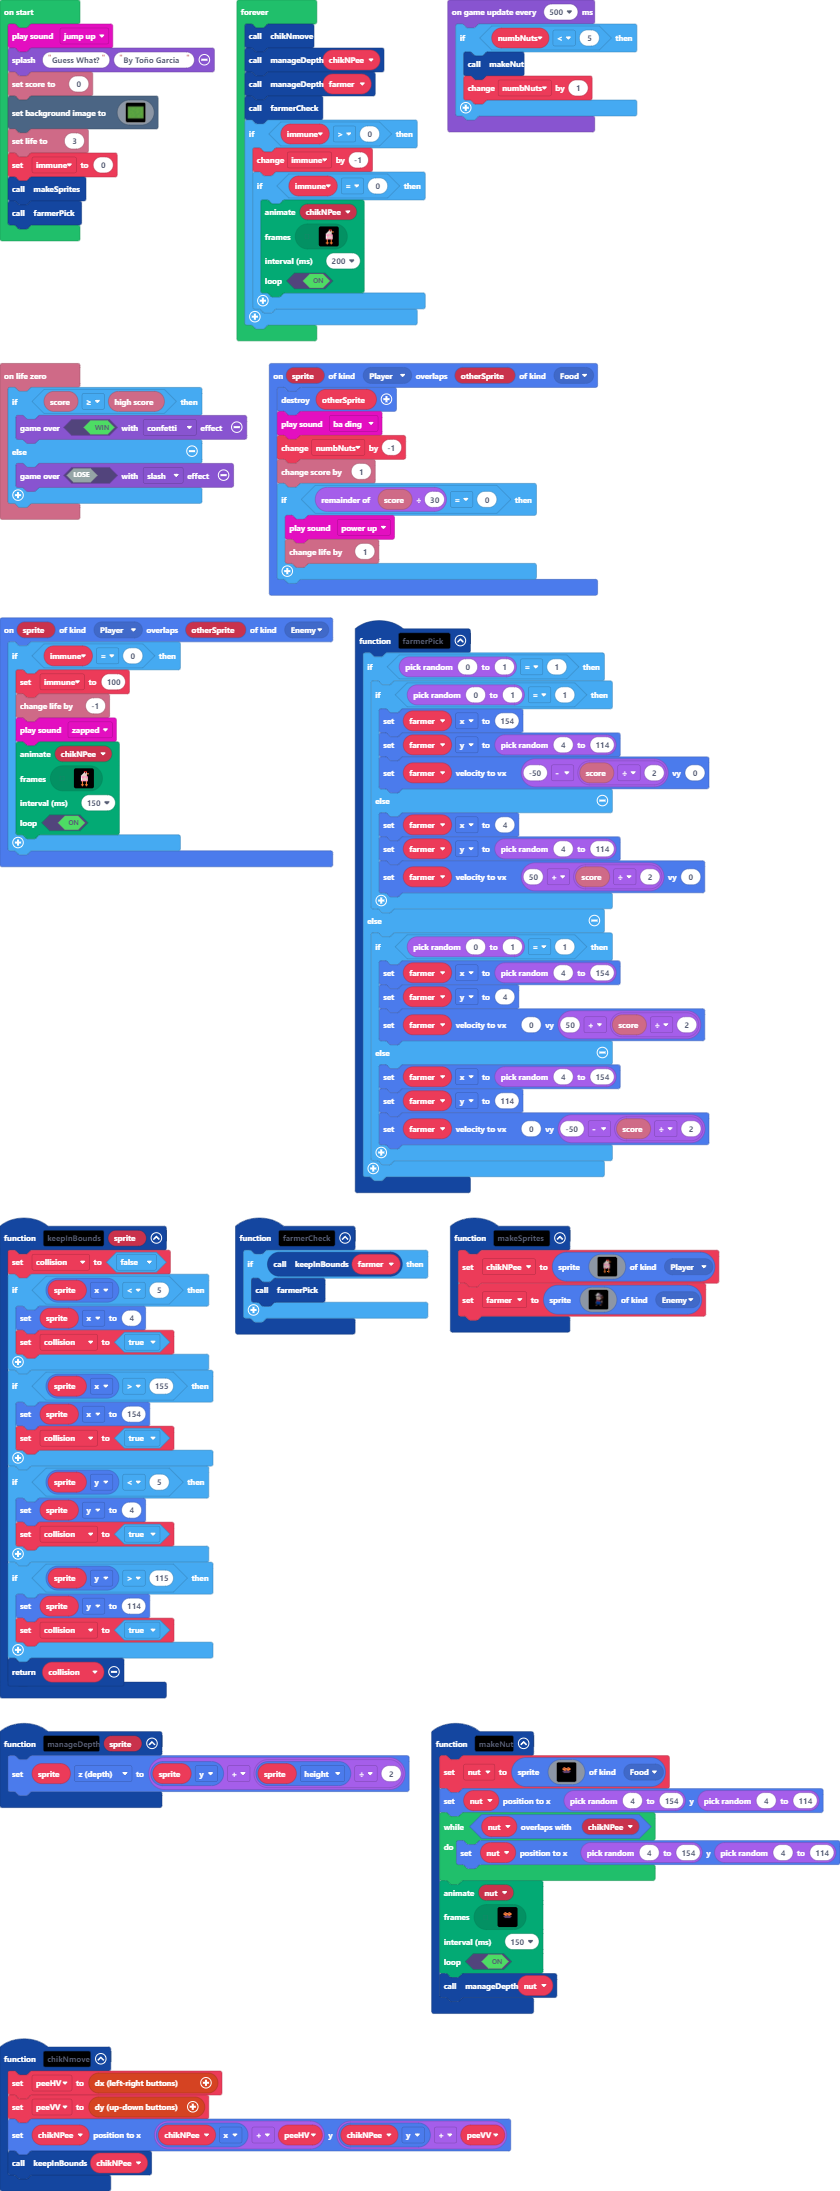 on start
play sound jump up
splash "Guess What?" "By Toño Garcia"
set score to 0
set background image to
set life to 3
set immune to 0
call makeSprites
call farmerPick
forever
call chikNmove
call manageDepth chikNPee
call manageDepth farmer
call farmerCheck
if immune > 0 then
change immune by -1
if immune = 0 then
animate chikNPee
frames
interval (ms) 200
loop ON
on game update every 500 ms
if numbNuts < 5 then
call makeNut
change numbNuts by 1
on life zero
if score ≥ high score then
game over WIN with confetti effect
else
game over LOSE with slash effect
on sprite of kind Player overlaps otherSprite of kind Food
destroy otherSprite
play sound ba ding
change numbNuts by -1
change score by 1
if remainder of score ÷ 30 = 0 then
play sound power up
change life by 1
on sprite of kind Player overlaps otherSprite of kind Enemy
if immune = 0 then
set immune to 100
change life by -1
play sound zapped
animate chikNPee
frames
interval (ms) 150
loop ON
function farmerPick
if pick random 0 to 1 = 1 then
if pick random 0 to 1 = 1 then
set farmer x to 154
set farmer y to pick random 4 to 114
set farmer velocity to vx -50 - score ÷ 2 vy 0
else
set farmer x to 4
set farmer y to pick random 4 to 114
set farmer velocity to vx 50 + score ÷ 2 vy 0
else
if pick random 0 to 1 = 1 then
set farmer x to pick random 4 to 154
set farmer y to 4
set farmer velocity to vx 0 vy 50 + score ÷ 2
else
set farmer x to pick random 4 to 154
set farmer y to 114
set farmer velocity to vx 0 vy -50 - score ÷ 2
function keepInBounds sprite
set collision to false
if sprite x < 5 then
set sprite x to 4
set collision to true
if sprite x > 155 then
set sprite x to 154
set collision to true
if sprite y < 5 then
set sprite y to 4
set collision to true
if sprite y > 115 then
set sprite y to 114
set collision to true
return collision
function farmerCheck
if call keepInBounds farmer then
call farmerPick
function makeSprites
set chikNPee to sprite of kind Player
set farmer to sprite of kind Enemy
function manageDepth sprite
set sprite z (depth) to sprite y + sprite height ÷ 2
function makeNut
set nut to sprite of kind Food
set nut position to x pick random 4 to 154 y pick random 4 to 114
while nut overlaps with chikNPee
do set nut position to x pick random 4 to 154 y pick random 4 to 114
animate nut
frames
interval (ms) 150
loop ON
call manageDepth nut
function chikNmove
set peeHV to dx (left-right buttons)
set peeVV to dy (up-down buttons)
set chikNPee position to x chikNPee x + peeHV y chikNPee y + peeVV
call keepInBounds chikNPee